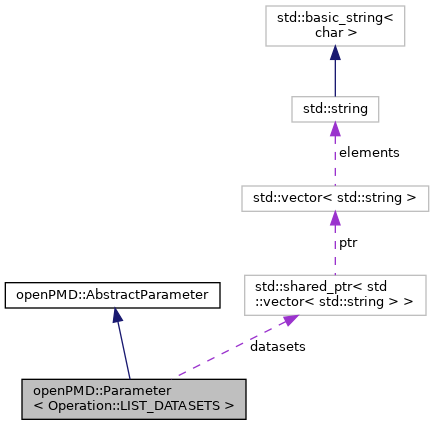 std::basic_string<
char >
std::string
elements
std::vector< std::string >
ptr
std::shared_ptr< std
::vector< std::string > >
openPMD::AbstractParameter
datasets
openPMD::Parameter
< Operation::LIST_DATASETS >